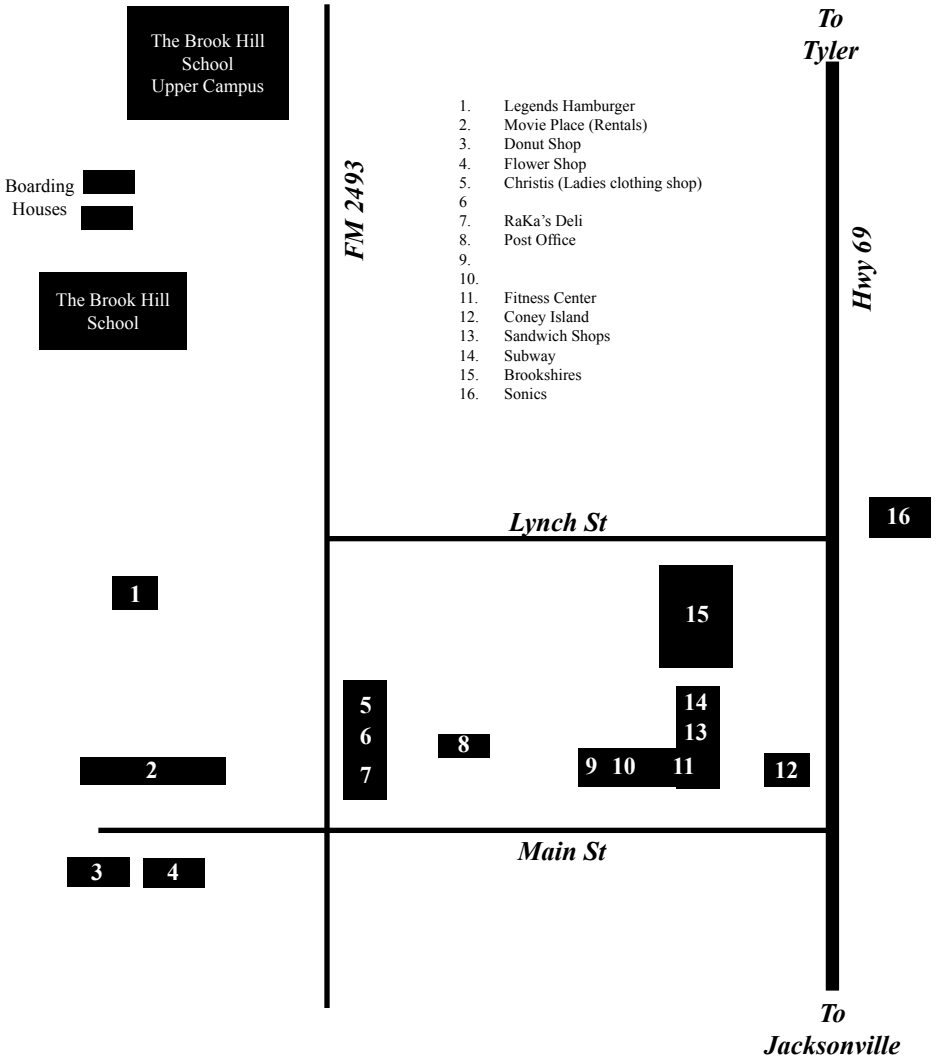 The Brook Hill
School
Upper Campus
To
Tyler
1. Legends Hamburger
2. Movie Place (Rentals)
3. Donut Shop
4. Flower Shop
5. Christis (Ladies clothing shop)
6
7. RaKa's Deli
8. Post Office
9.
10.
11. Fitness Center
12. Coney Island
13. Sandwich Shops
14. Subway
15. Brookshires
16. Sonics
FM 2493
Boarding
Houses
Hwy 69
The Brook Hill
School
16
Lynch St
1
15
5
14
6
13
8
9 10 11
12
2
7
Main St
3
4
To
Jacksonville